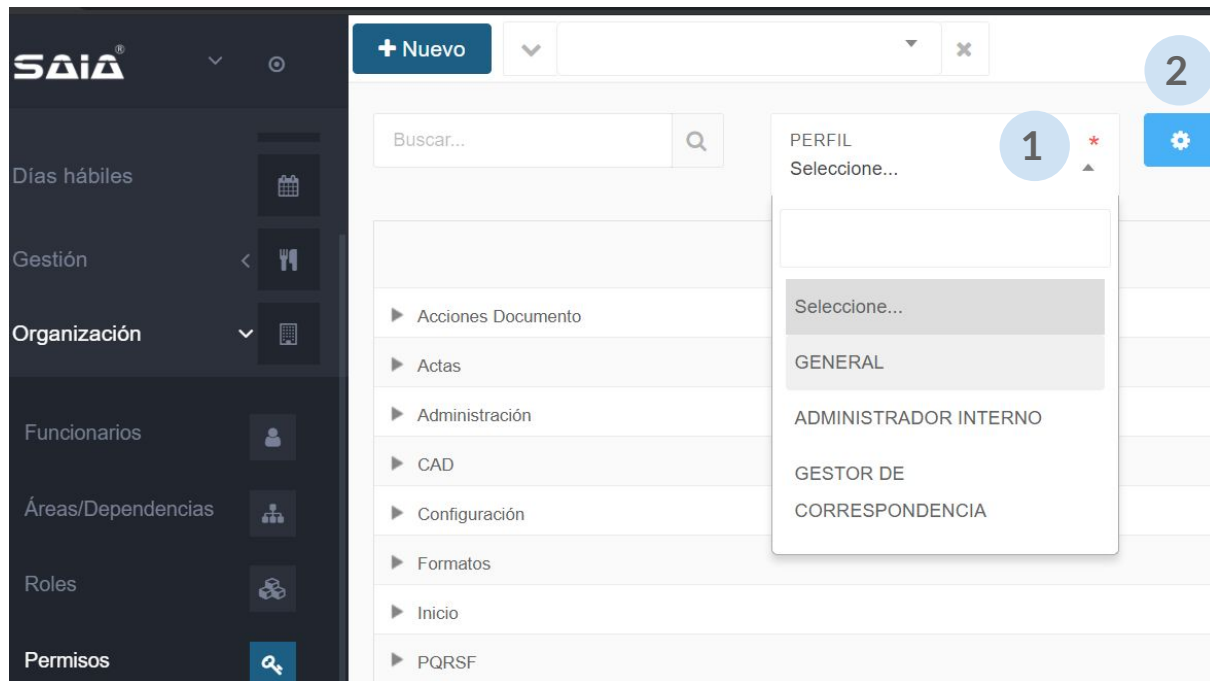 SAIA®
Días hábiles
Gestión
Organización
Funcionarios
Áreas/Dependencias
Roles
Permisos
+ Nuevo
2
Buscar...
PERFIL
1
*
Seleccione...
Seleccione...
GENERAL
ADMINISTRADOR INTERNO
GESTOR DE
CORRESPONDENCIA
Acciones Documento
Actas
Administración
CAD
Configuración
Formatos
Inicio
PQRSF